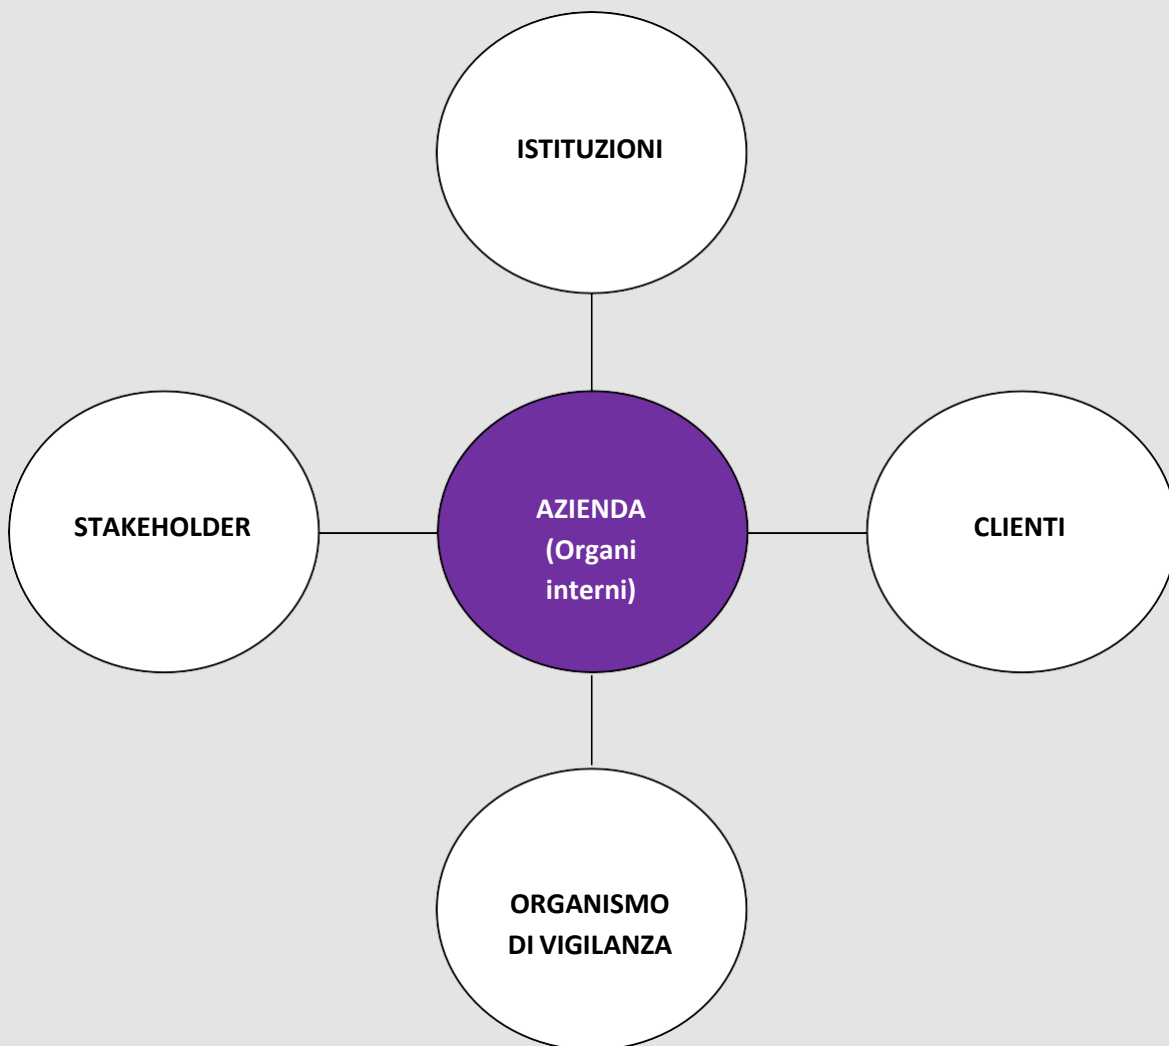 ISTITUZIONI
STAKEHOLDER
AZIENDA
(Organi
interni)
CLIENTI
ORGANISMO
DI VIGILANZA